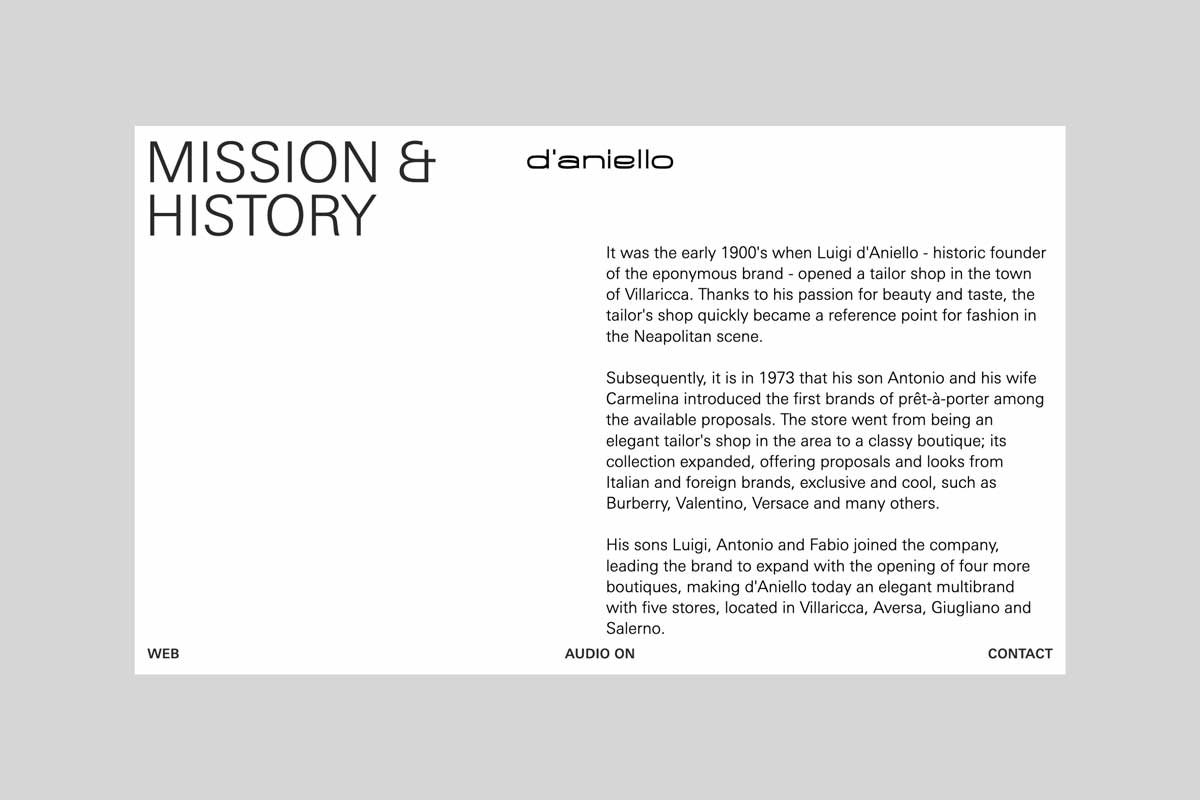 MISSION &
HISTORY
d'aniello
It was the early 1900's when Luigi d'Aniello - historic founder
of the eponymous brand - opened a tailor shop in the town
of Villaricca. Thanks to his passion for beauty and taste, the
tailor's shop quickly became a reference point for fashion in
the Neapolitan scene.
Subsequently, it is in 1973 that his son Antonio and his wife
Carmelina introduced the first brands of prêt-à-porter among
the available proposals. The store went from being an
elegant tailor's shop in the area to a classy boutique; its
collection expanded, offering proposals and looks from
Italian and foreign brands, exclusive and cool, such as
Burberry, Valentino, Versace and many others.
His sons Luigi, Antonio and Fabio joined the company,
leading the brand to expand with the opening of four more
boutiques, making d'Aniello today an elegant multibrand
with five stores, located in Villaricca, Aversa, Giugliano and
Salerno.
WEB
AUDIO ON
CONTACT